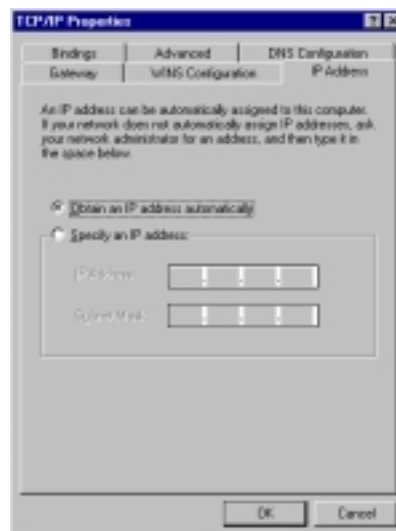 TCP/IP Properties
Bindings Advanced DNS Configuration
Gateway WINS Configuration IP Address
An IP address can be automatically assigned to this computer.
If your network does not automatically assign IP addresses, ask
your network administrator for an address, and then type it in
the space below.
Obtain an IP address automatically
Specify an IP address:
IP Address:
Subnet Mask:
OK Cancel